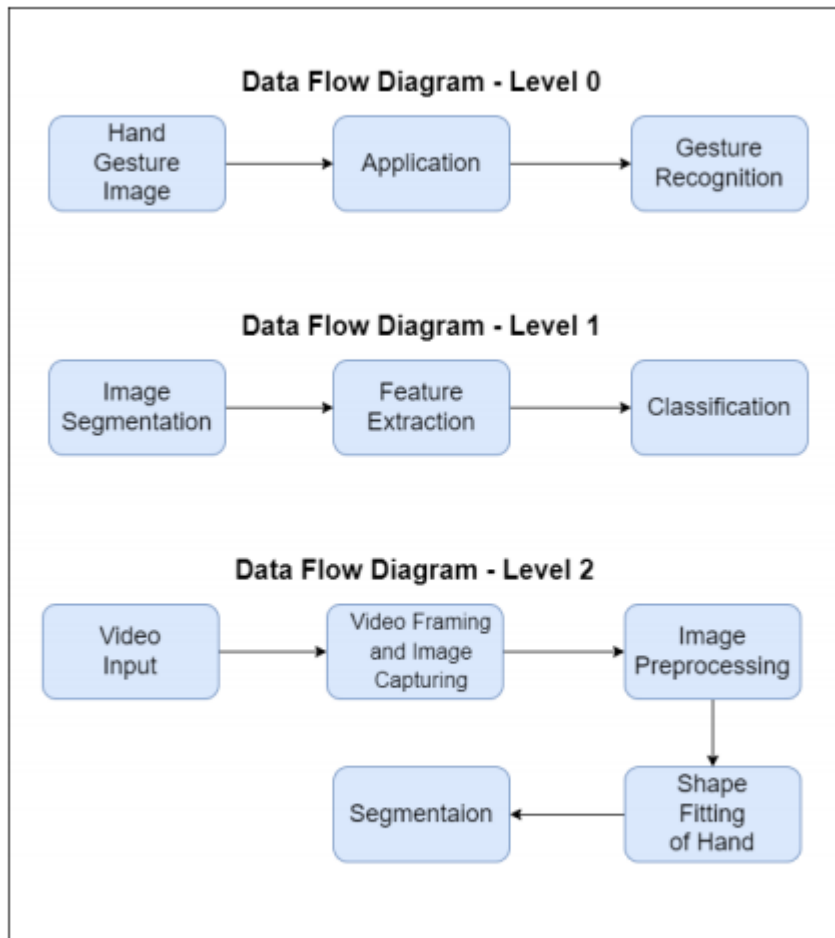 Data Flow Diagram - Level 0
Hand
Gesture
Image
Application
Gesture
Recognition
Data Flow Diagram - Level 1
Image
Segmentation
Feature
Extraction
Classification
Data Flow Diagram - Level 2
Video
Input
Video Framing
and Image
Capturing
Image
Preprocessing
Shape
Fitting
of Hand
Segmentaion